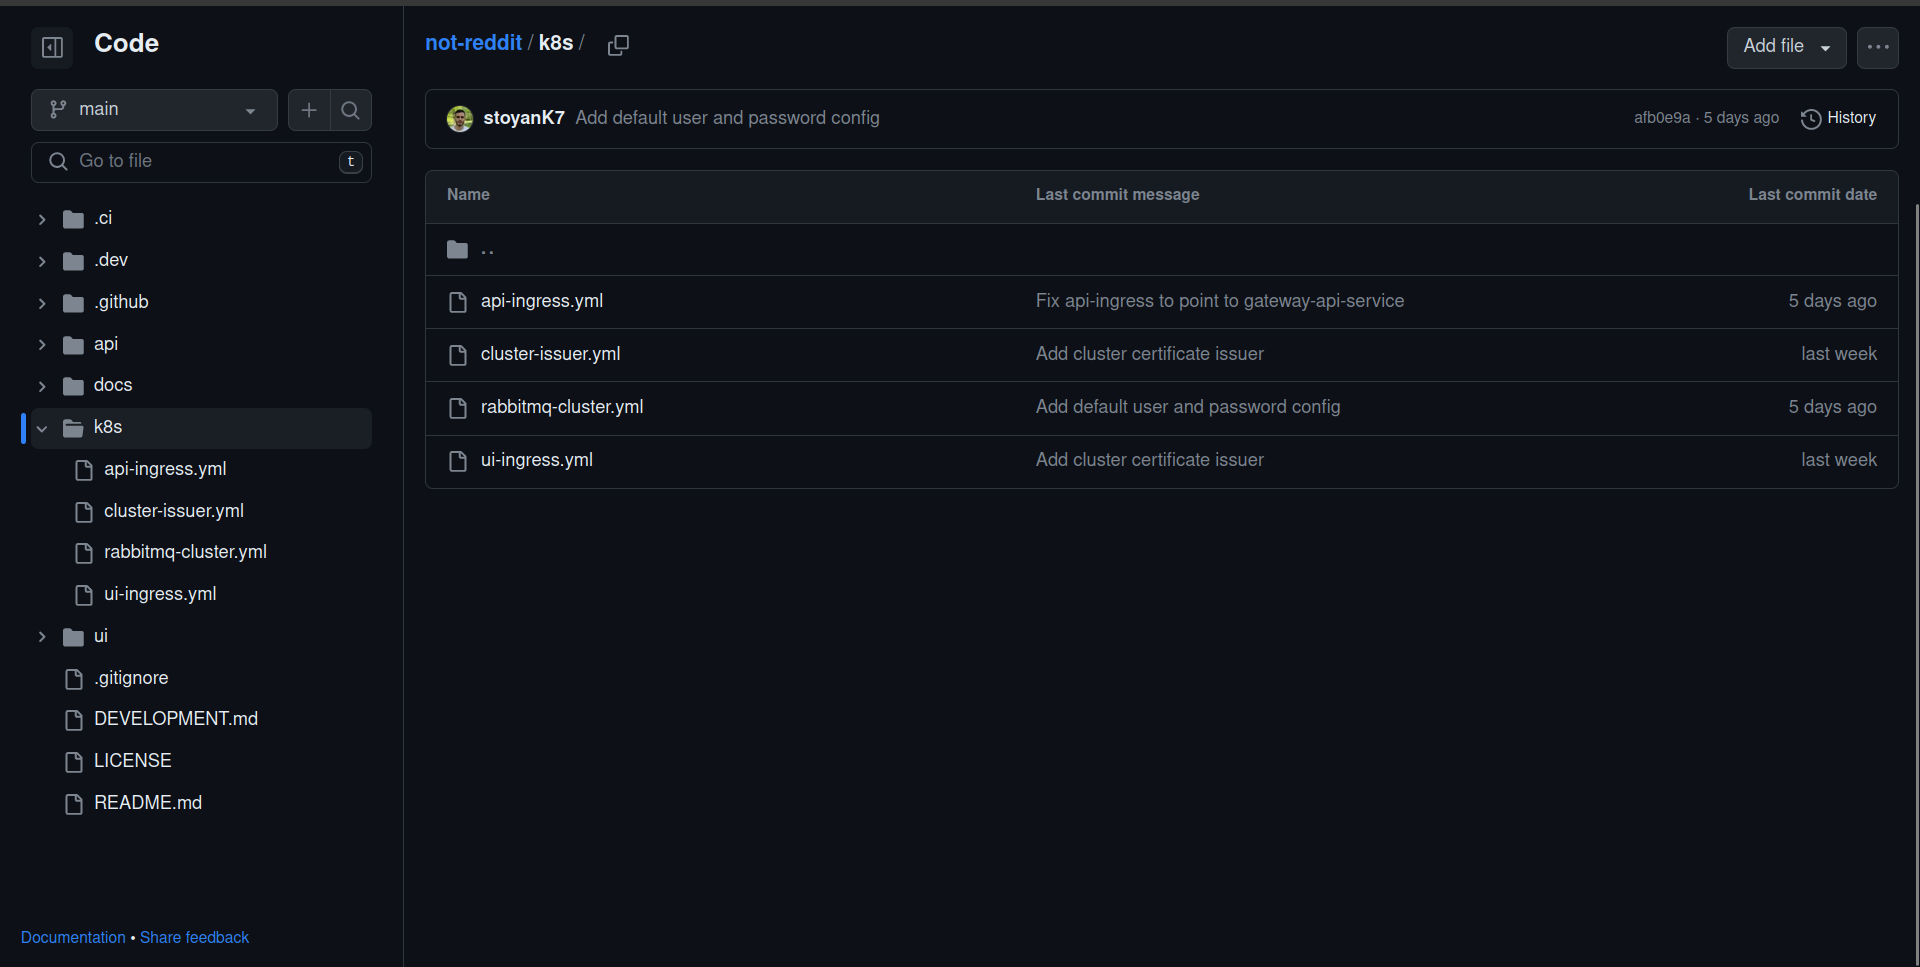 Code
main
Go to file
t
.ci
.dev
.github
api
docs
k8s
api-ingress.yml
cluster-issuer.yml
rabbitmq-cluster.yml
ui-ingress.yml
ui
.gitignore
DEVELOPMENT.md
LICENSE
README.md
Documentation • Share feedback
not-reddit / k8s /
Add file
stoyanK7 Add default user and password config
afb0e9a · 5 days ago History
Name Last commit message Last commit date
..
api-ingress.yml Fix api-ingress to point to gateway-api-service 5 days ago
cluster-issuer.yml Add cluster certificate issuer last week
rabbitmq-cluster.yml Add default user and password config 5 days ago
ui-ingress.yml Add cluster certificate issuer last week